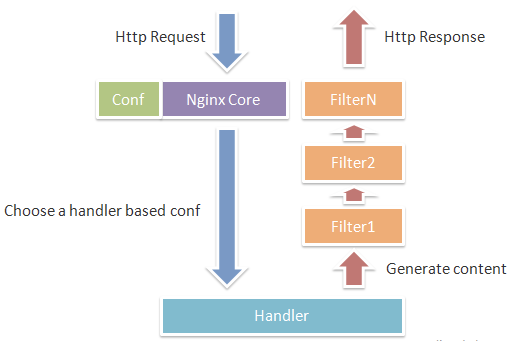 Http Request
Http Response
Conf
Nginx Core
FilterN
Filter2
Choose a handler based conf
Filter1
Generate content
Handler